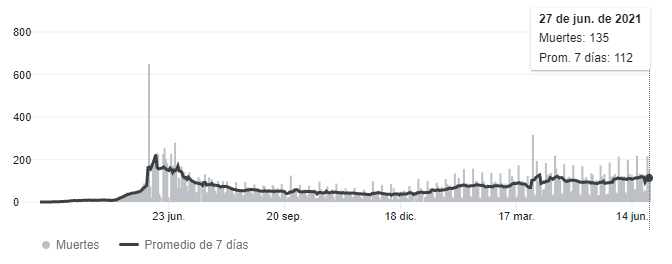 27 de jun. de 2021
Muertes: 135
Prom. 7 días: 112
800
600
400
200
0
23 jun.
20 sep.
18 dic.
17 mar.
14 jun.
Muertes
Promedio de 7 días